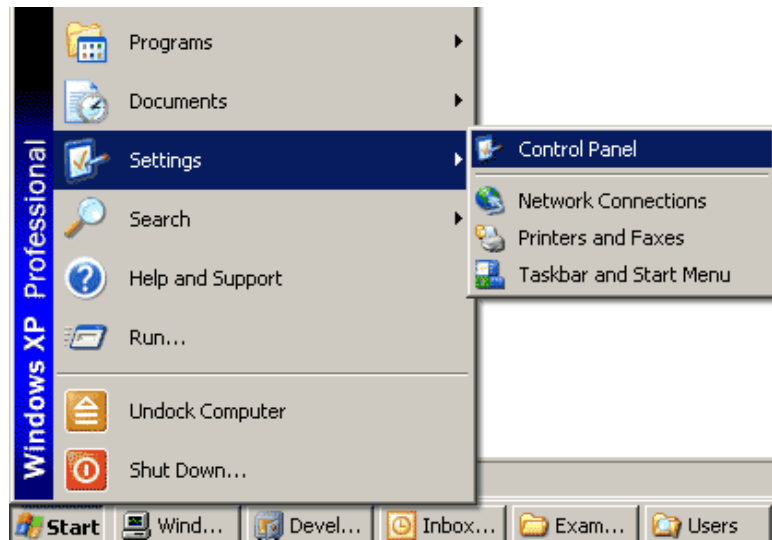 Windows XP Professional
Programs
Documents
Settings
Search
Help and Support
Run...
Undock Computer
Shut Down...
Control Panel
Network Connections
Printers and Faxes
Taskbar and Start Menu
Start Wind... Devel... Inbox... Exam... Users